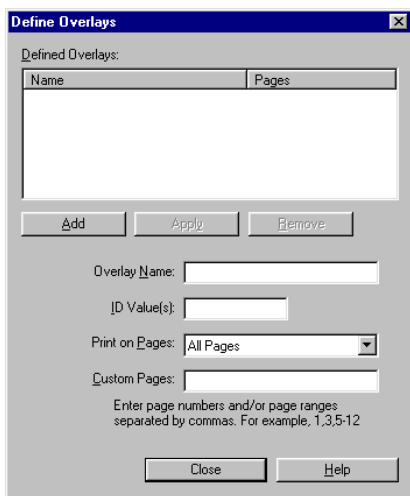 Define Overlays
Defined Overlays:
Name Pages
Add Apply Remove
Overlay Name:
ID Value(s):
Print on Pages: All Pages
Custom Pages:
Enter page numbers and/or page ranges
separated by commas. For example, 1,3,5-12
Close Help